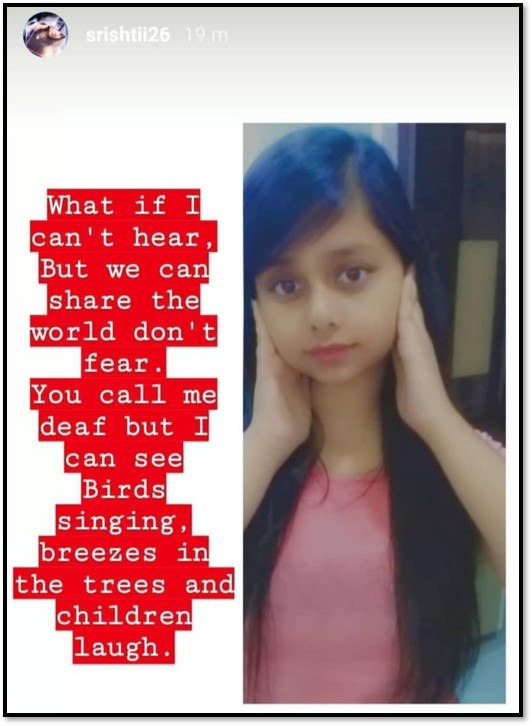 srishtii26 19 m
What if I
can't hear,
But we can
share the
world don't
fear.
You call me
deaf but I
can see
Birds
singing,
breezes in
the trees and
children
laugh.